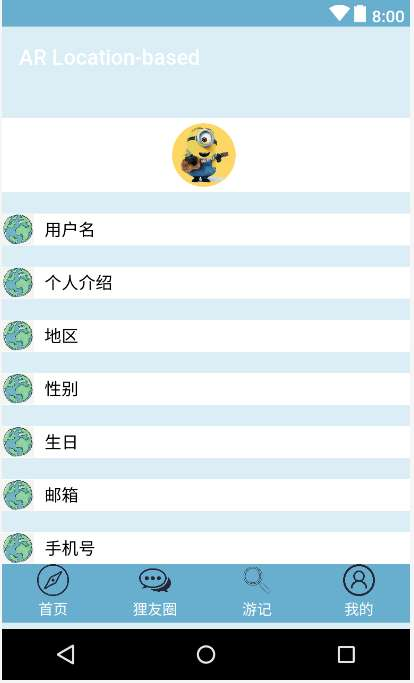 8:00
AR Location-based
用户名
个人介绍
地区
性别
生日
邮箱
手机号
首页 狸友圈 游记 我的